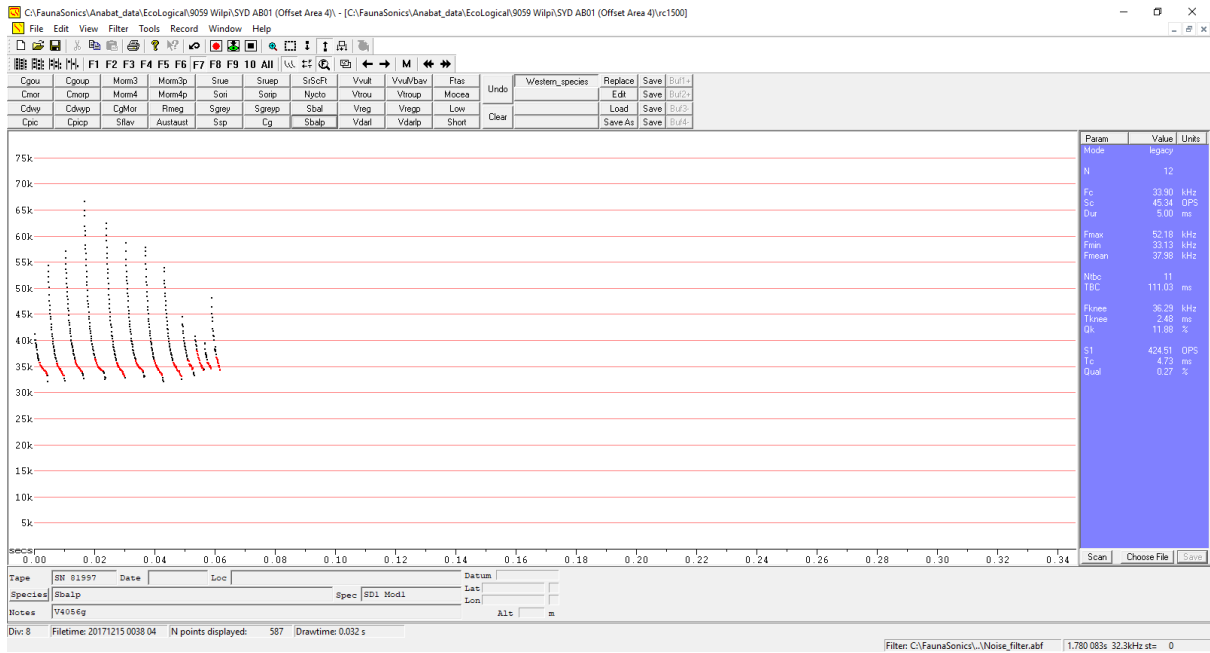 C:\FaunaSonics\Anabat_data\EcoLogical\9059 Wilpi\SYD AB01 (Offset Area 4)\ - [C:\FaunaSonics\Anabat_data\EcoLogical\9059 Wilpi\SYD AB01 (Offset Area 4)\rc1500]
File Edit View Filter Tools Record Window Help
F1 F2 F3 F4 F5 F6 F7 F8 F9 10 All M
Cgou Cgoup Morm3 Morm3p Srue Sruep SrScFt Vvult Vvul/Vbav Ftas Undo Western_species Replace Save Buf1+
Cmor Cmorp Morm4 Morm4p Sori Sorip Nycto Vtrou Vtroup Mocea Edit Save Buf2+
Cdwy Cdwyp CgMor Rmeg Sgrey Sgreyp Sbal Vreg Vregp Low Clear Load Save Buf3-
Cpic Cpicp Sflav Austaust Ssp Cg Sbalp Vdarl Vdarlp Short Save As Save Buf4-
Param Value Units
Mode legacy
N 12
Fc 33.90 kHz
Sc 45.34 OPS
Dur 5.00 ms
Fmax 52.18 kHz
Fmin 33.13 kHz
Fmean 37.98 kHz
Ntbc 11
TBC 111.03 ms
Fknee 36.29 kHz
Tknee 2.48 ms
Qk 11.88 %
S1 424.51 OPS
Tc 4.73 ms
Qual 0.27 %
75k
70k
65k
60k
55k
50k
45k
40k
35k
30k
25k
20k
15k
10k
5k
secs
0.00 0.02 0.04 0.06 0.08 0.10 0.12 0.14 0.16 0.18 0.20 0.22 0.24 0.26 0.28 0.30 0.32 0.34
Scan Choose File Save
Tape SN 81997 Date Loc Datum
Species Sbalp Spec SD1 Mod1 Lat
Lon
Notes V4056g Alt m
Div: 8 Filetime: 20171215 0038 04 N points displayed: 587 Drawtime: 0.032 s
Filter: C:\FaunaSonics\..\Noise_filter.abf 1.780 083s 32.3kHz st= 0